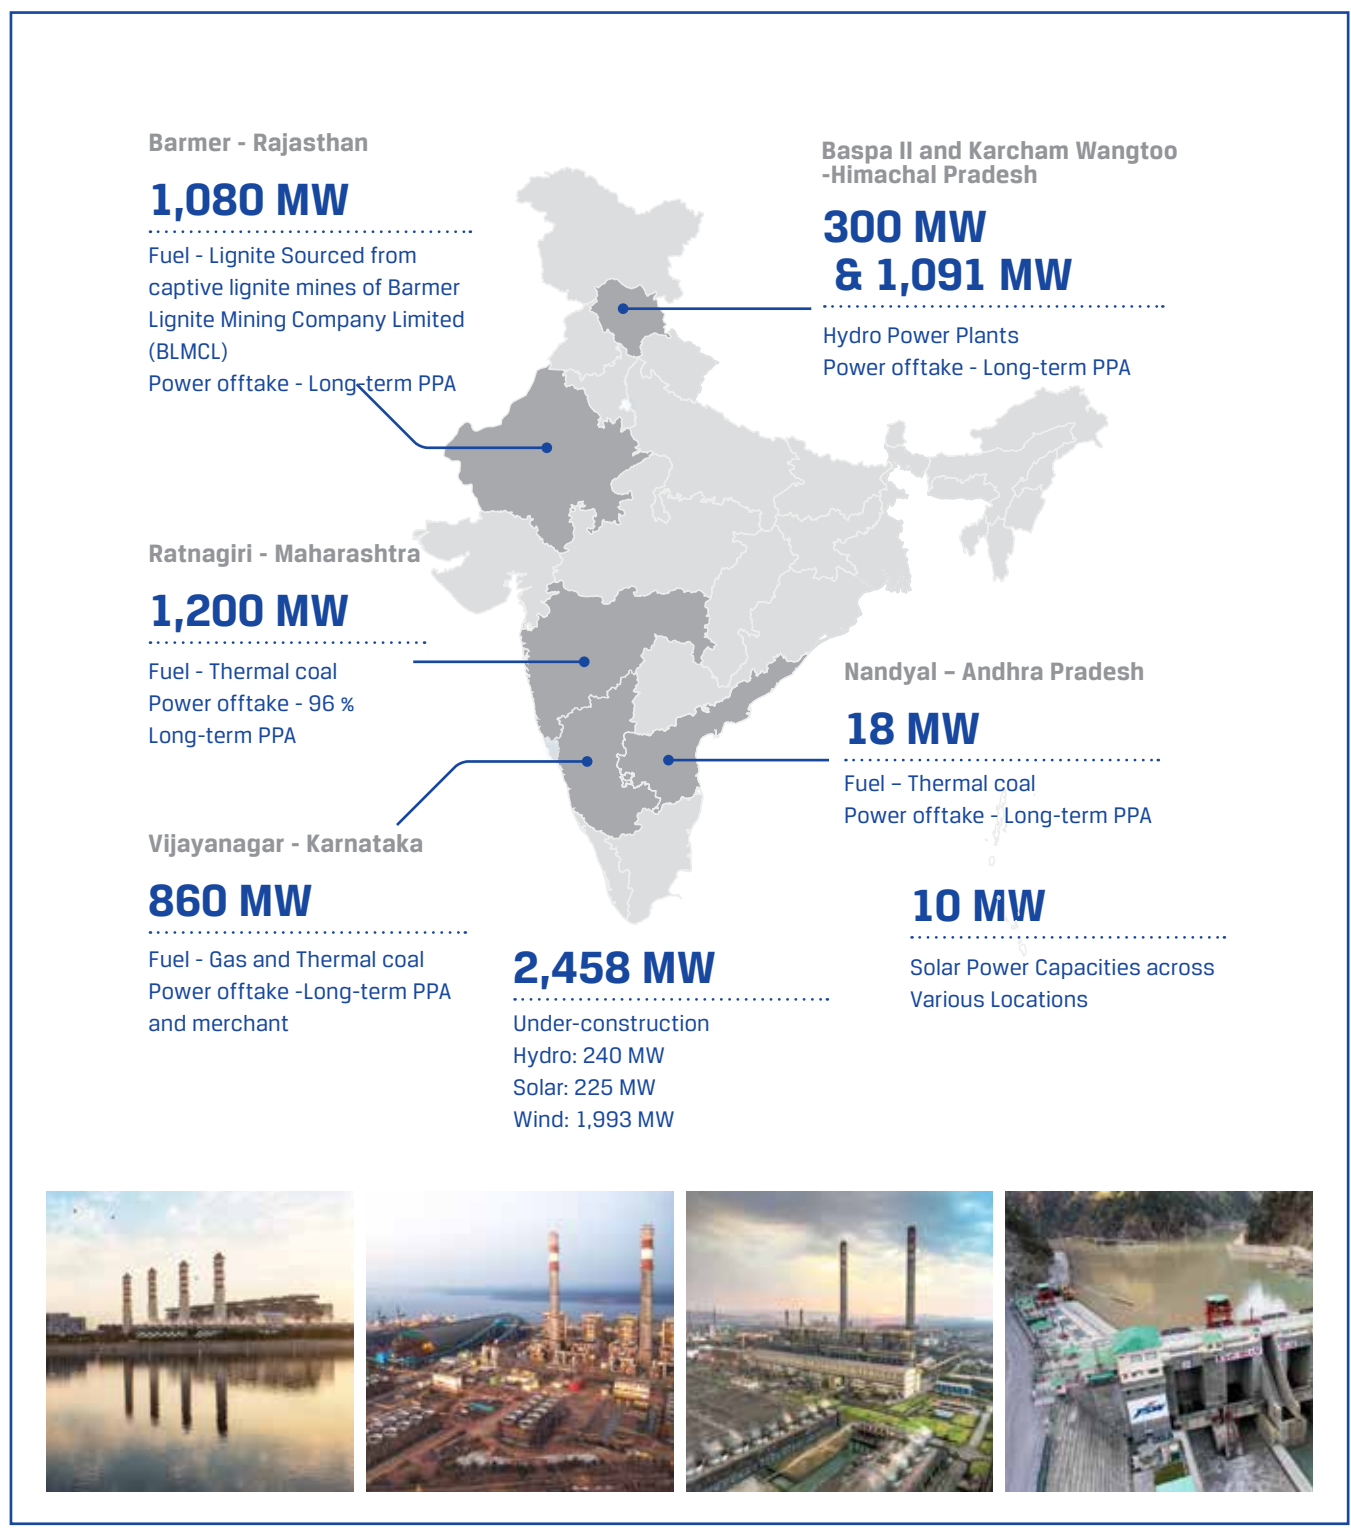 Barmer - Rajasthan
1,080 MW
Fuel - Lignite Sourced from
captive lignite mines of Barmer
Lignite Mining Company Limited
(BLMCL)
Power offtake - Long-term PPA
Baspa II and Karcham Wangtoo
-Himachal Pradesh
300 MW
& 1,091 MW
Hydro Power Plants
Power offtake - Long-term PPA
Ratnagiri - Maharashtra
1,200 MW
Fuel - Thermal coal
Power offtake - 96 %
Long-term PPA
Nandyal – Andhra Pradesh
18 MW
Fuel – Thermal coal
Power offtake - Long-term PPA
Vijayanagar - Karnataka
860 MW
Fuel - Gas and Thermal coal
Power offtake -Long-term PPA
and merchant
2,458 MW
Under-construction
Hydro: 240 MW
Solar: 225 MW
Wind: 1,993 MW
10 MW
Solar Power Capacities across
Various Locations